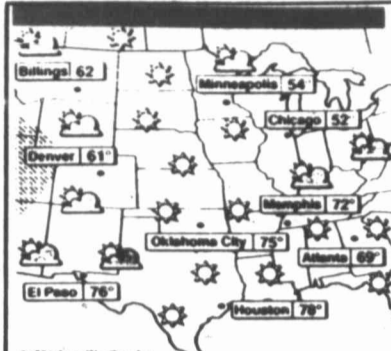 Billings 62
Minneapolis 54
Chicago 52
Denver 61°
Memphis 72°
Oklahoma City 75°
Atlanta 69°
El Paso 76°
Houston 78°